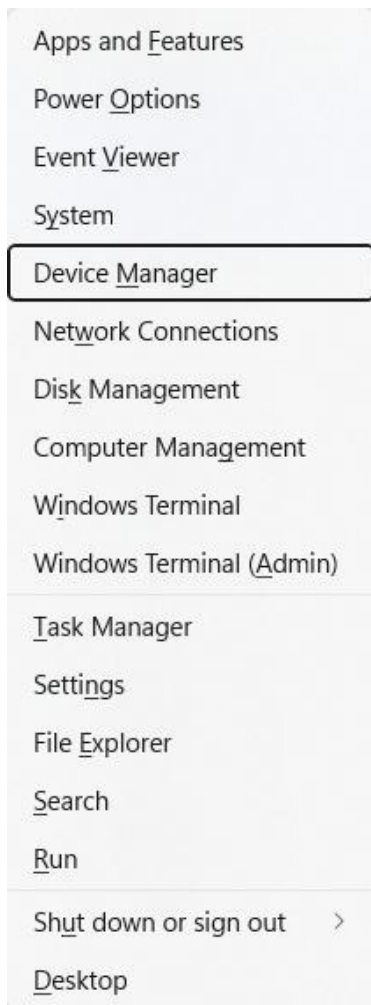 Apps and Features
Power Options
Event Viewer
System
Device Manager
Network Connections
Disk Management
Computer Management
Windows Terminal
Windows Terminal (Admin)
Task Manager
Settings
File Explorer
Search
Run
Shut down or sign out
Desktop